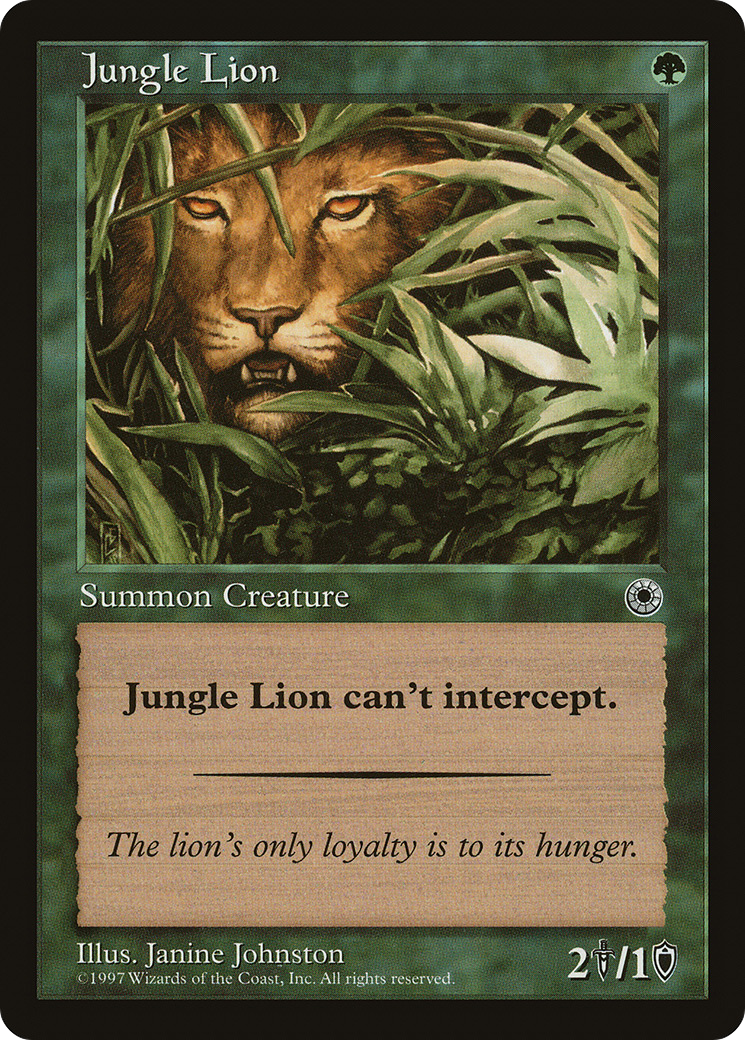 Jungle Lion
Summon Creature
Jungle Lion can't intercept.
The lion's only loyalty is to its hunger.
Illus. Janine Johnston
©1997 Wizards of the Coast, Inc. All rights reserved.
2/1